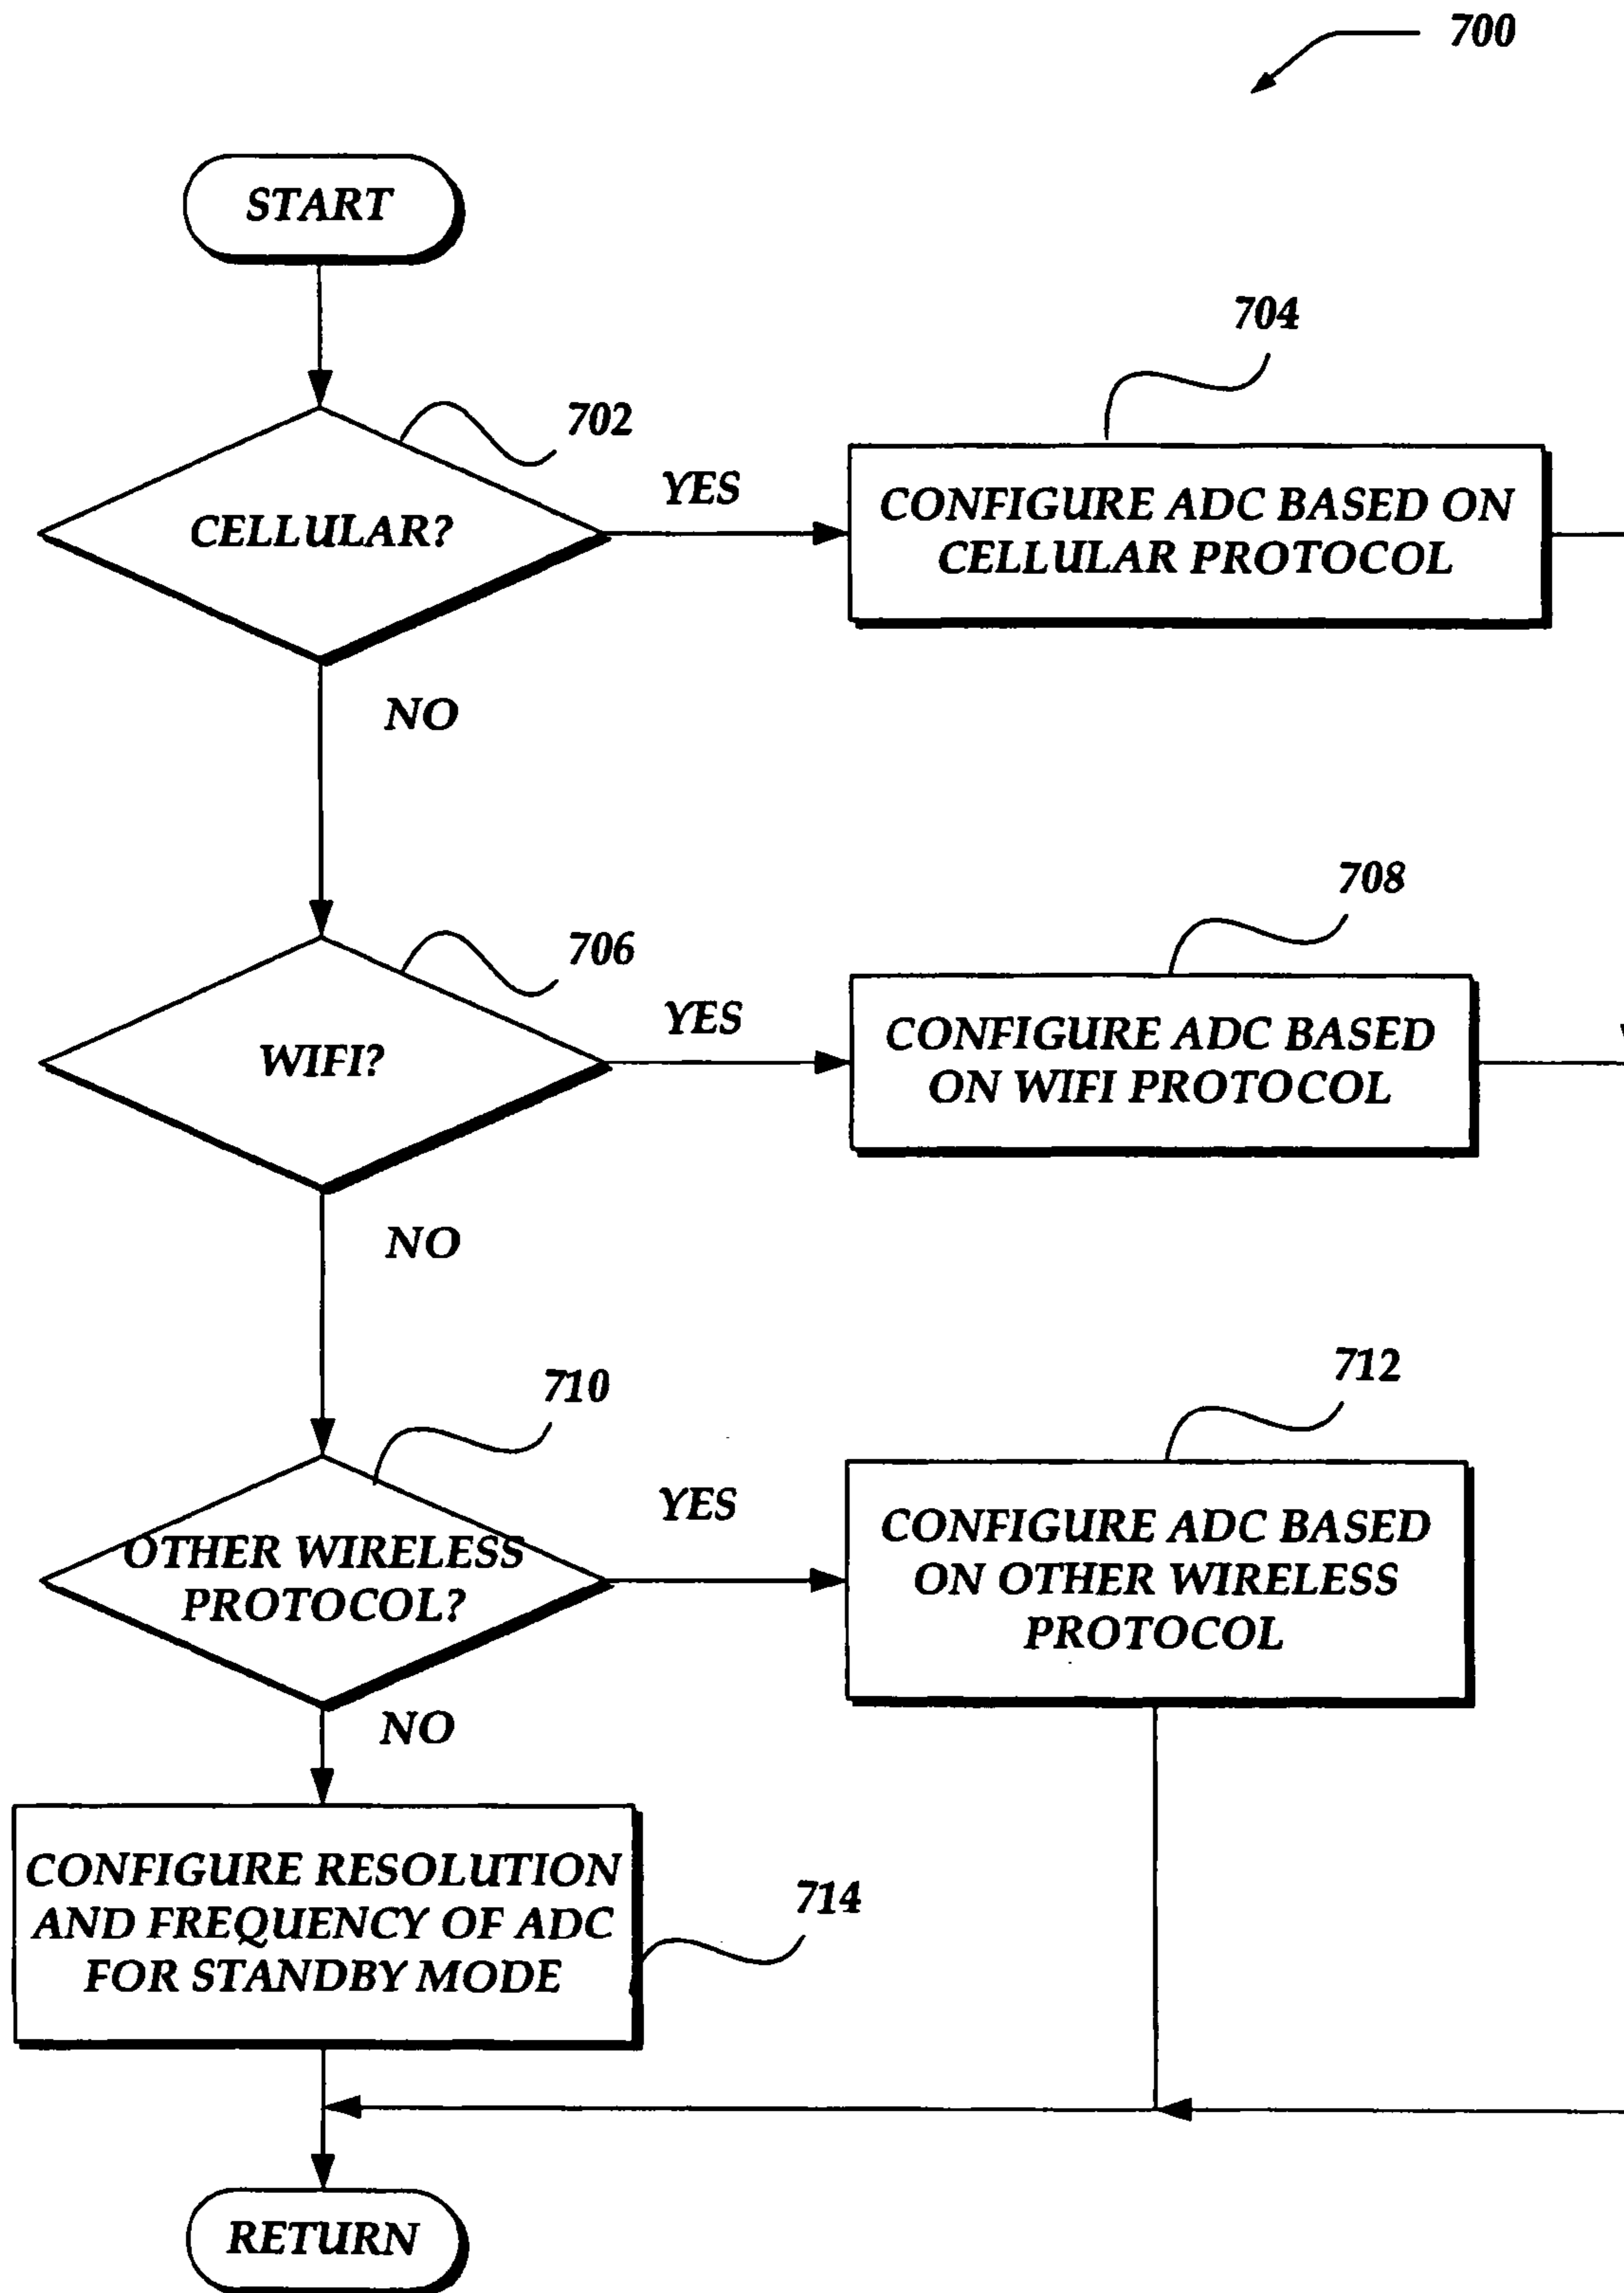 700
START
704
702
YES
CONFIGURE ADC BASED ON
CELLULAR PROTOCOL
CELLULAR?
NO
708
706
YES
CONFIGURE ADC BASED
ON WIFI PROTOCOL
WIFI?
NO
712
710
YES
CONFIGURE ADC BASED
ON OTHER WIRELESS
PROTOCOL
OTHER WIRELESS
PROTOCOL?
NO
CONFIGURE RESOLUTION
AND FREQUENCY OF ADC
FOR STANDBY MODE
714
RETURN